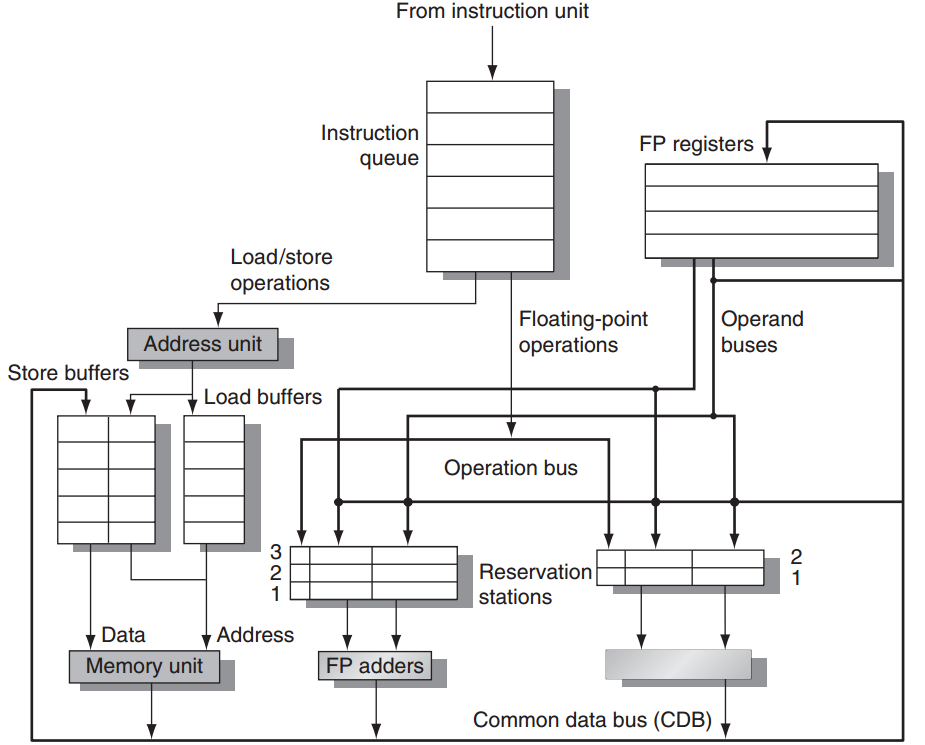 From instruction unit
Instruction
queue
FP registers
Load/store
operations
Floating-point
operations
Operand
buses
Address unit
Store buffers
Load buffers
Operation bus
3
2
1
Reservation
stations
2
1
Data
Address
Memory unit
FP adders
Common data bus (CDB)